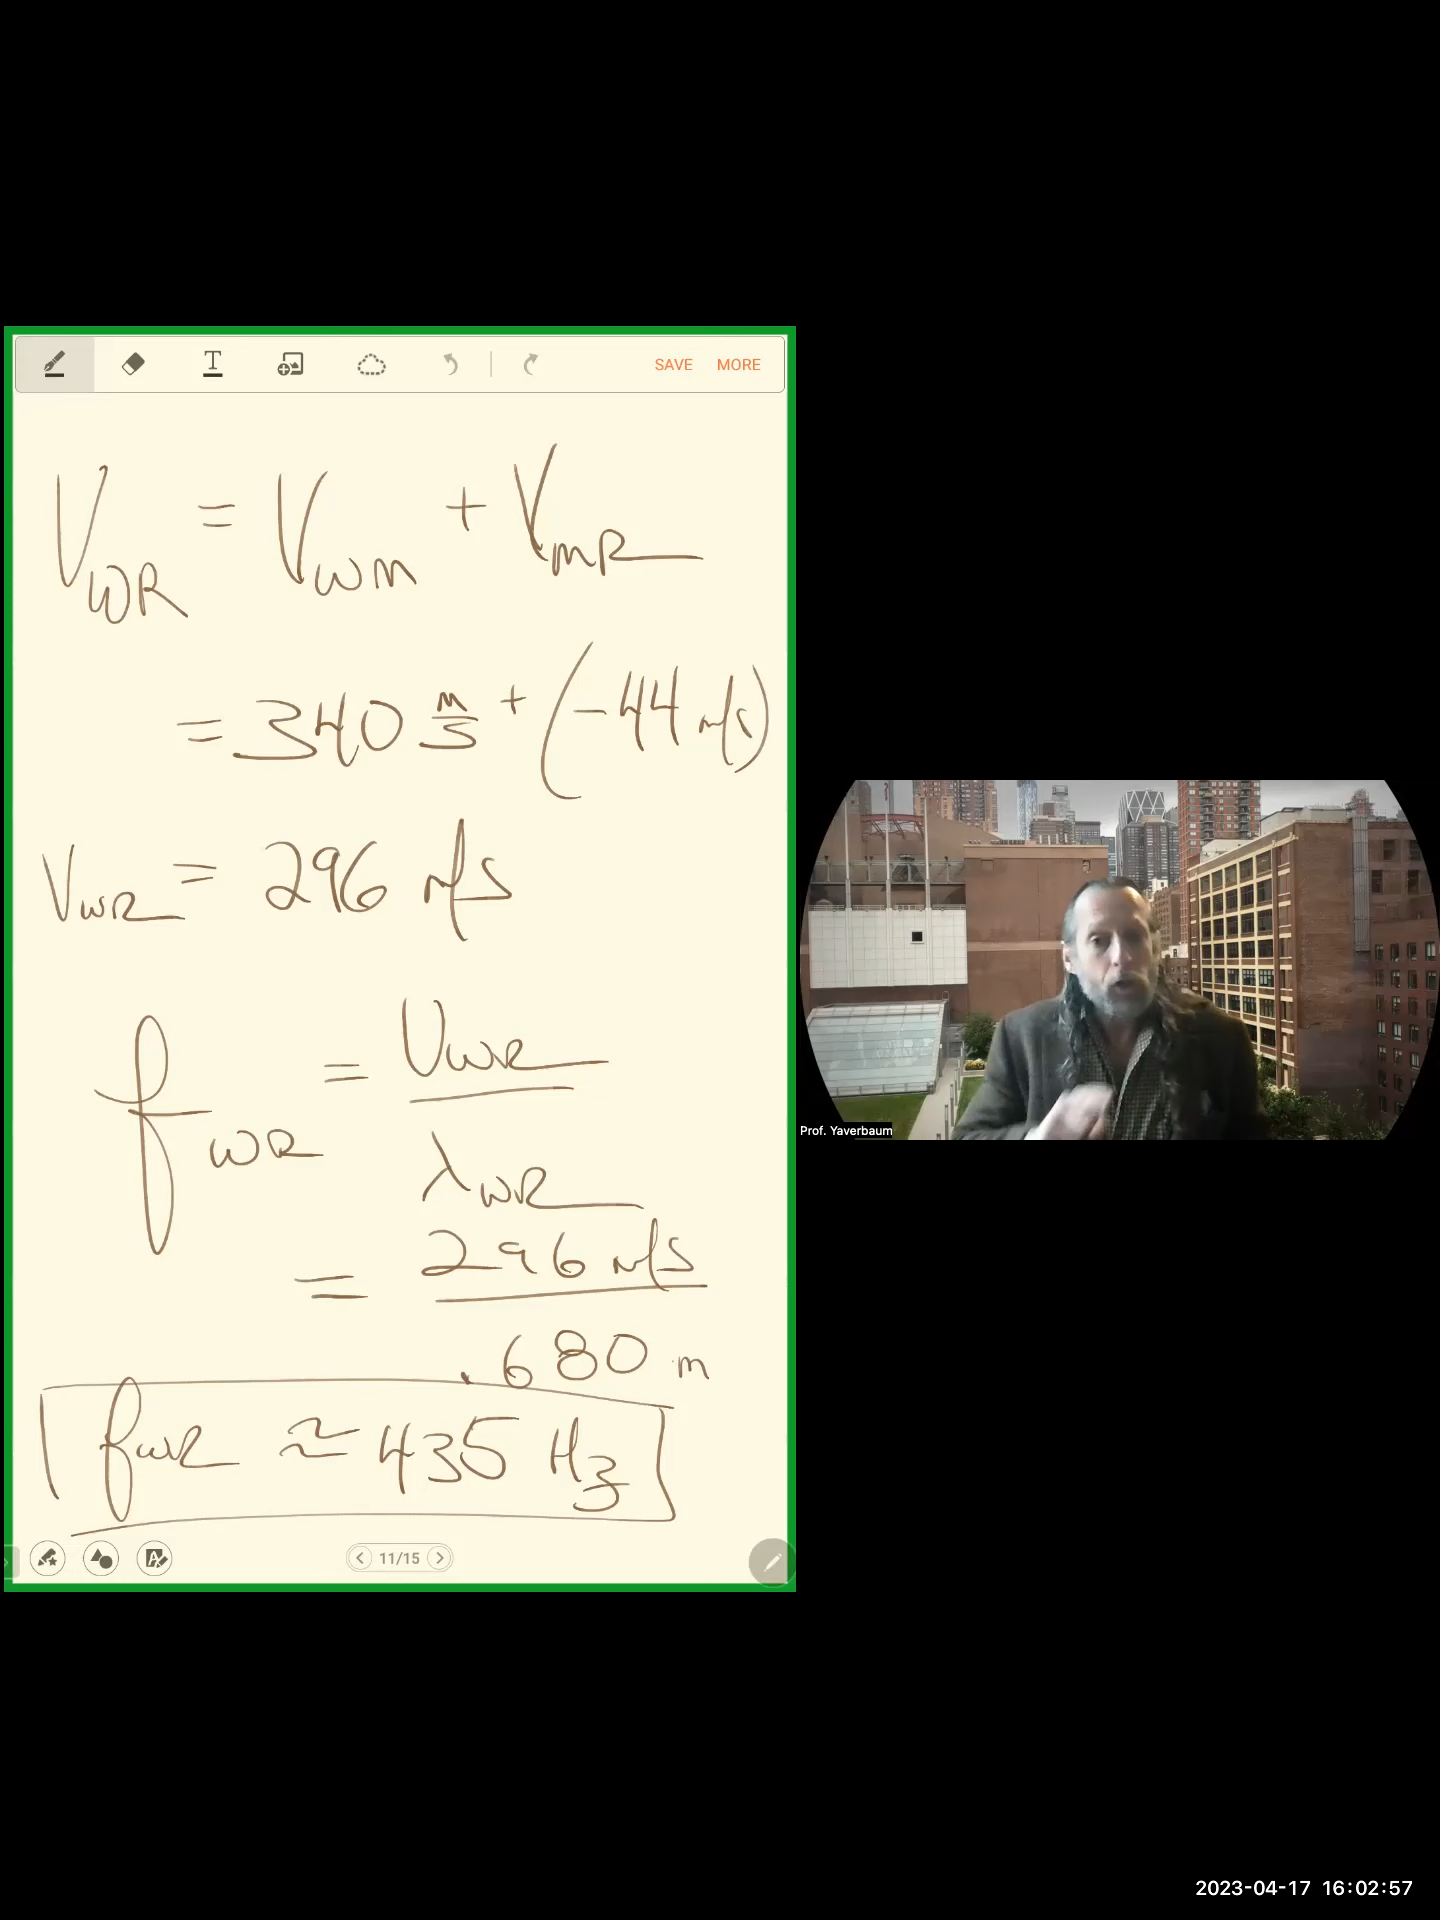 T SAVE MORE
V_WR = V_WM + V_MR
= 340 m/s + (-44 m/s)
V_WR = 296 m/s
f_WR = V_WR / λ_WR
= 296 m/s / .680 m
f_WR ≈ 435 Hz
A
11/15
Prof. Yaverbaum
2023-04-17 16:02:57